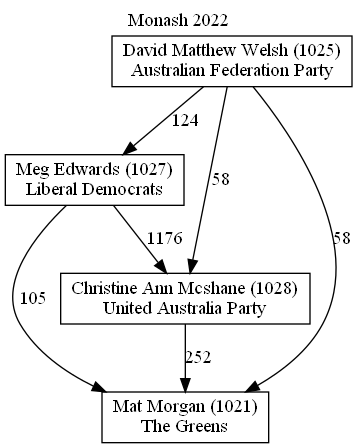 Monash 2022
David Matthew Welsh (1025)
Australian Federation Party
124
58
58
Meg Edwards (1027)
Liberal Democrats
1176
105
Christine Ann Mcshane (1028)
United Australia Party
252
Mat Morgan (1021)
The Greens